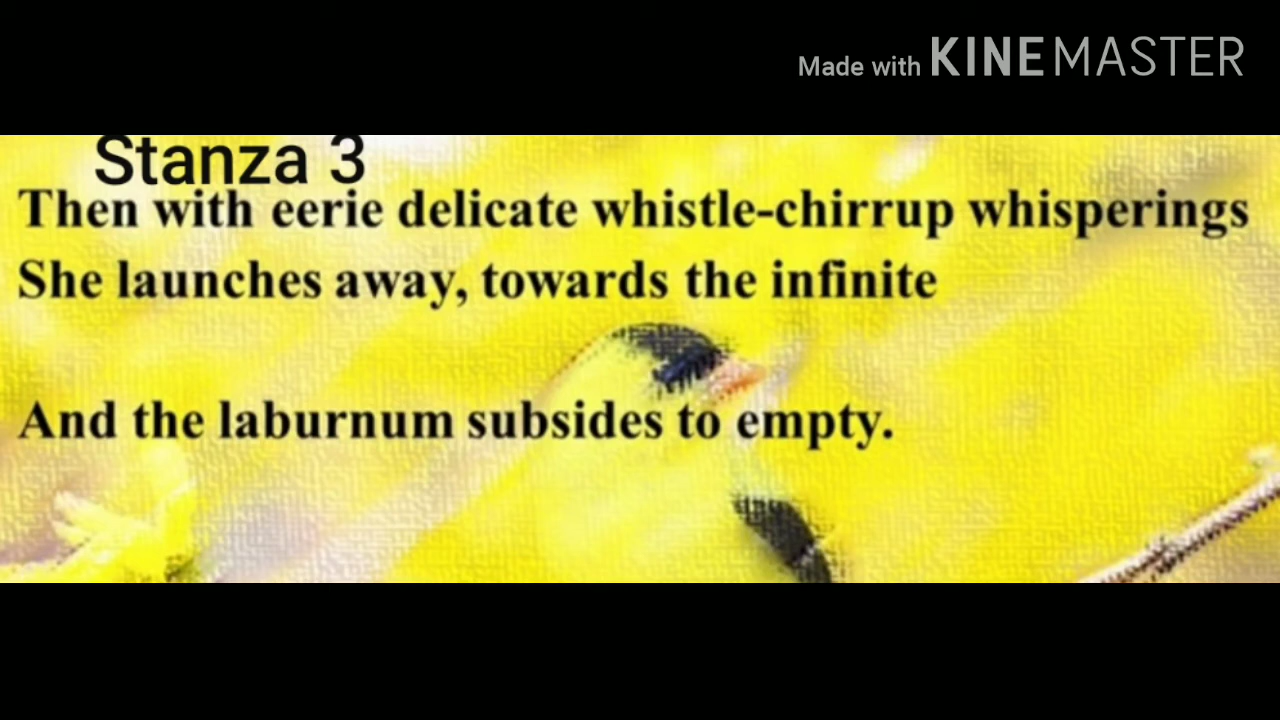 Made with KINEMASTER
Stanza 3
Then with eerie delicate whistle-chirrup whisperings
She launches away, towards the infinite
And the laburnum subsides to empty.